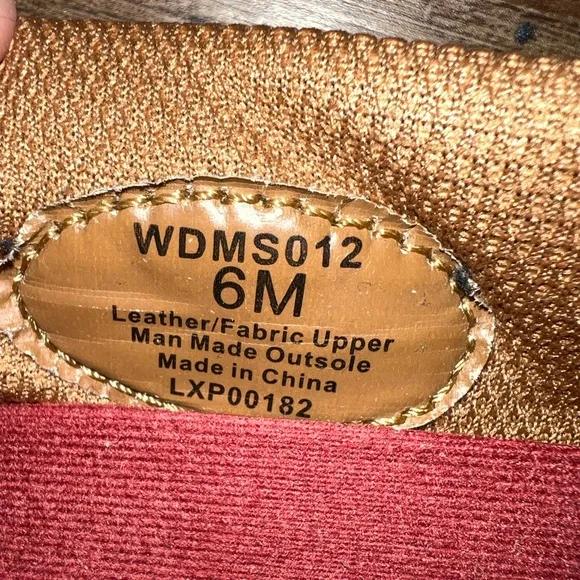 WDMS012
6M
Leather/Fabric Upper
Man Made Outsole
Made in China
LXP00182